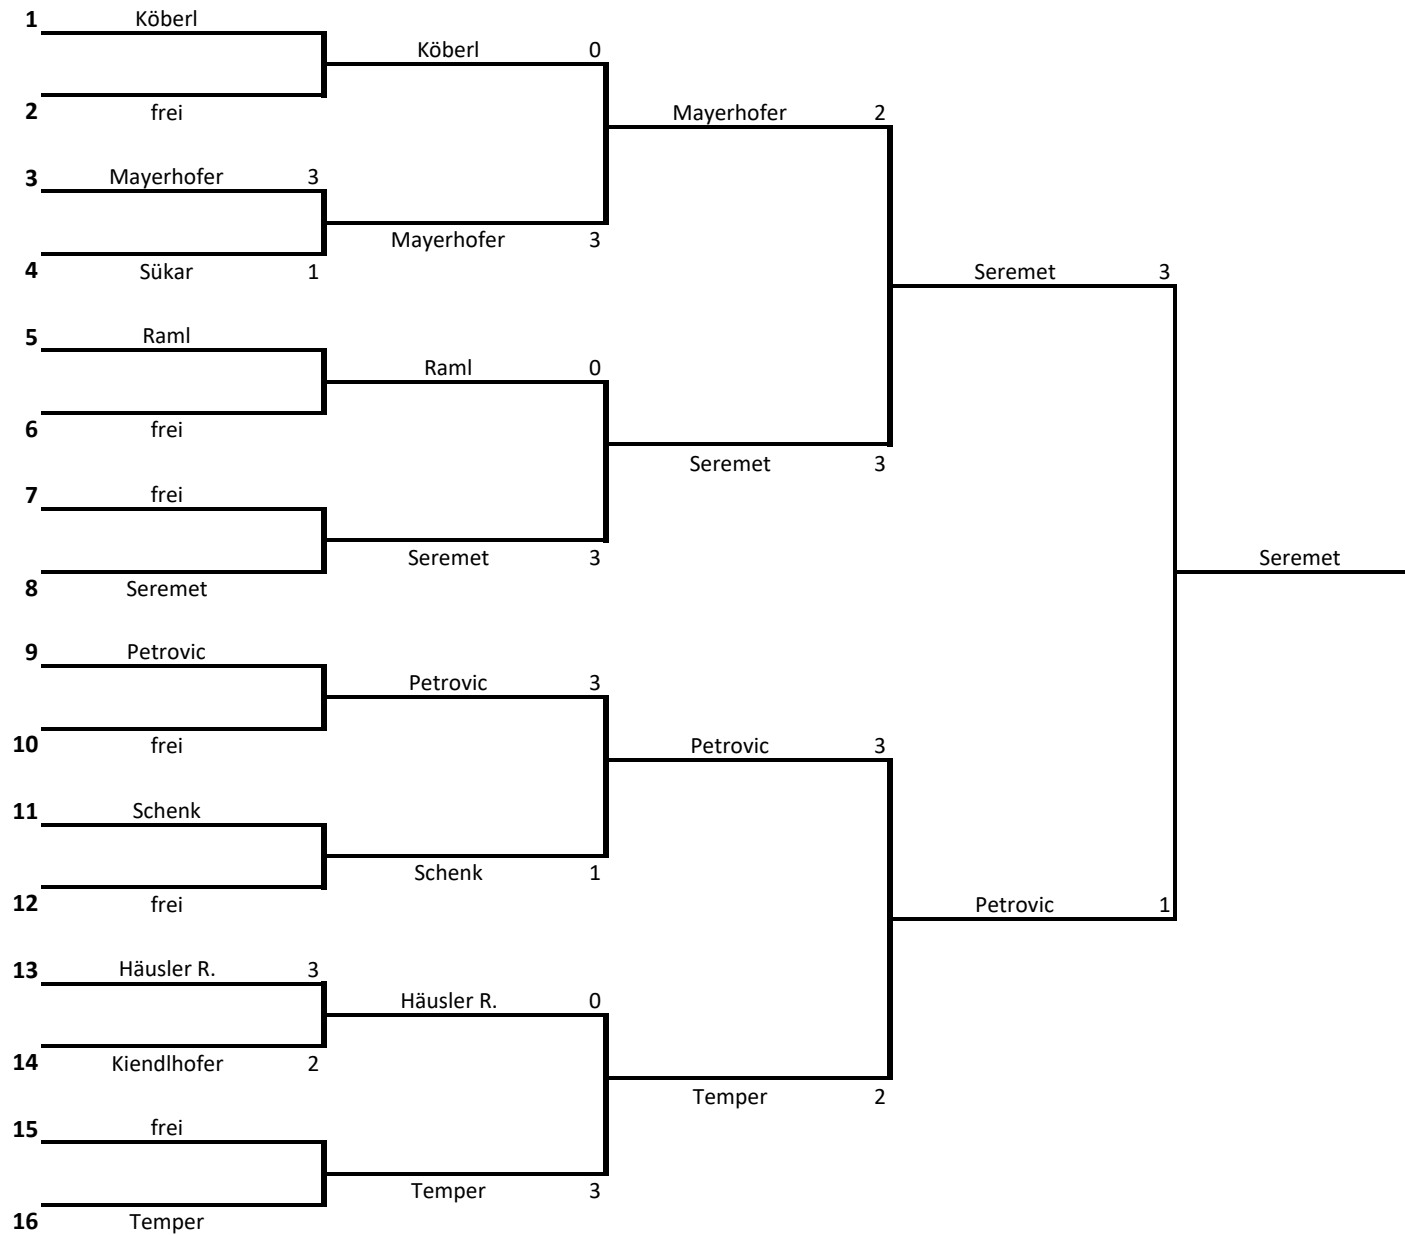 1 Köberl
Köberl 0
2 frei
Mayerhofer 2
3 Mayerhofer 3
Mayerhofer 3
4 Sükar 1
Seremet 3
5 Raml
Raml 0
6 frei
Seremet 3
7 frei
Seremet 3
Seremet
8 Seremet
9 Petrovic
Petrovic 3
10 frei
Petrovic 3
11 Schenk
Schenk 1
12 frei
Petrovic 1
13 Häusler R. 3
Häusler R. 0
14 Kiendlhofer 2
Temper 2
15 frei
Temper 3
16 Temper